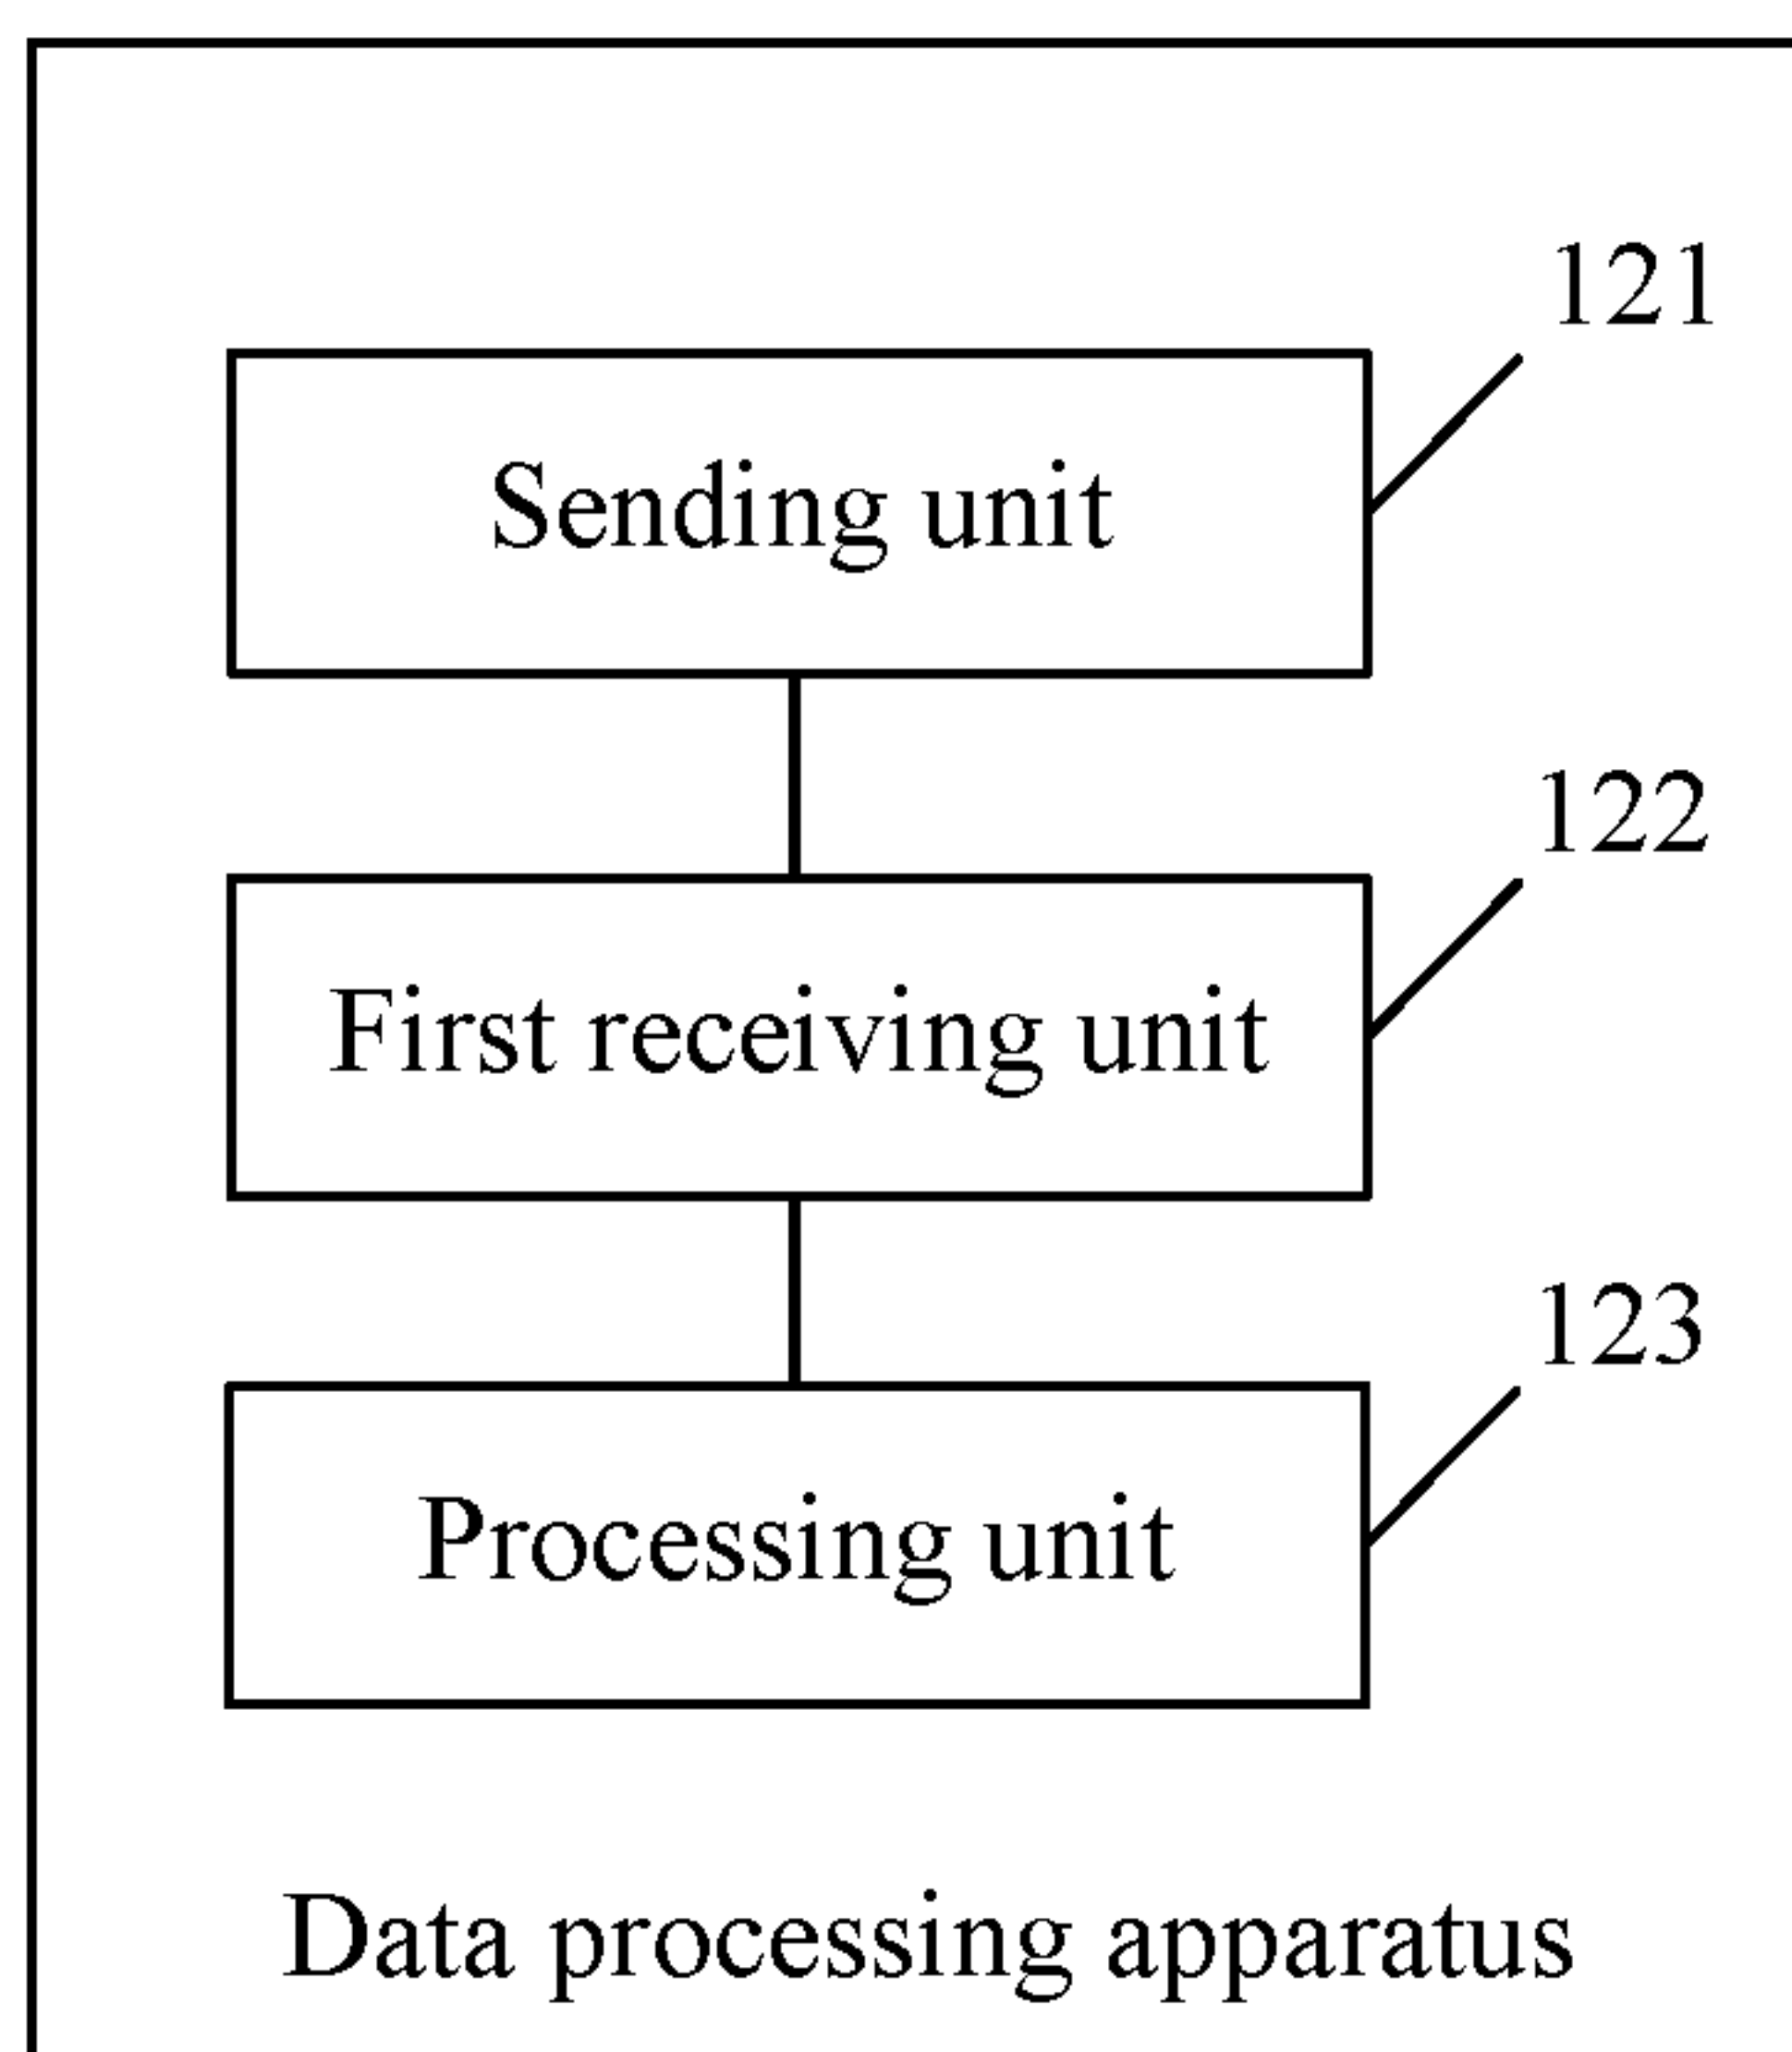 121
Sending unit
122
First receiving unit
123
Processing unit
Data processing apparatus